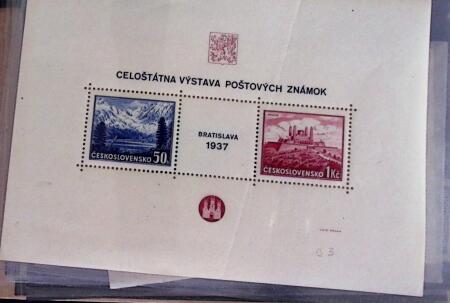 CELOŠTÁTNA VÝSTAVA POŠTOVÝCH ZNÁMOK
50h
ČESKOSLOVENSKO
BRATISLAVA
1937
1Kč
ČESKOSLOVENSKO